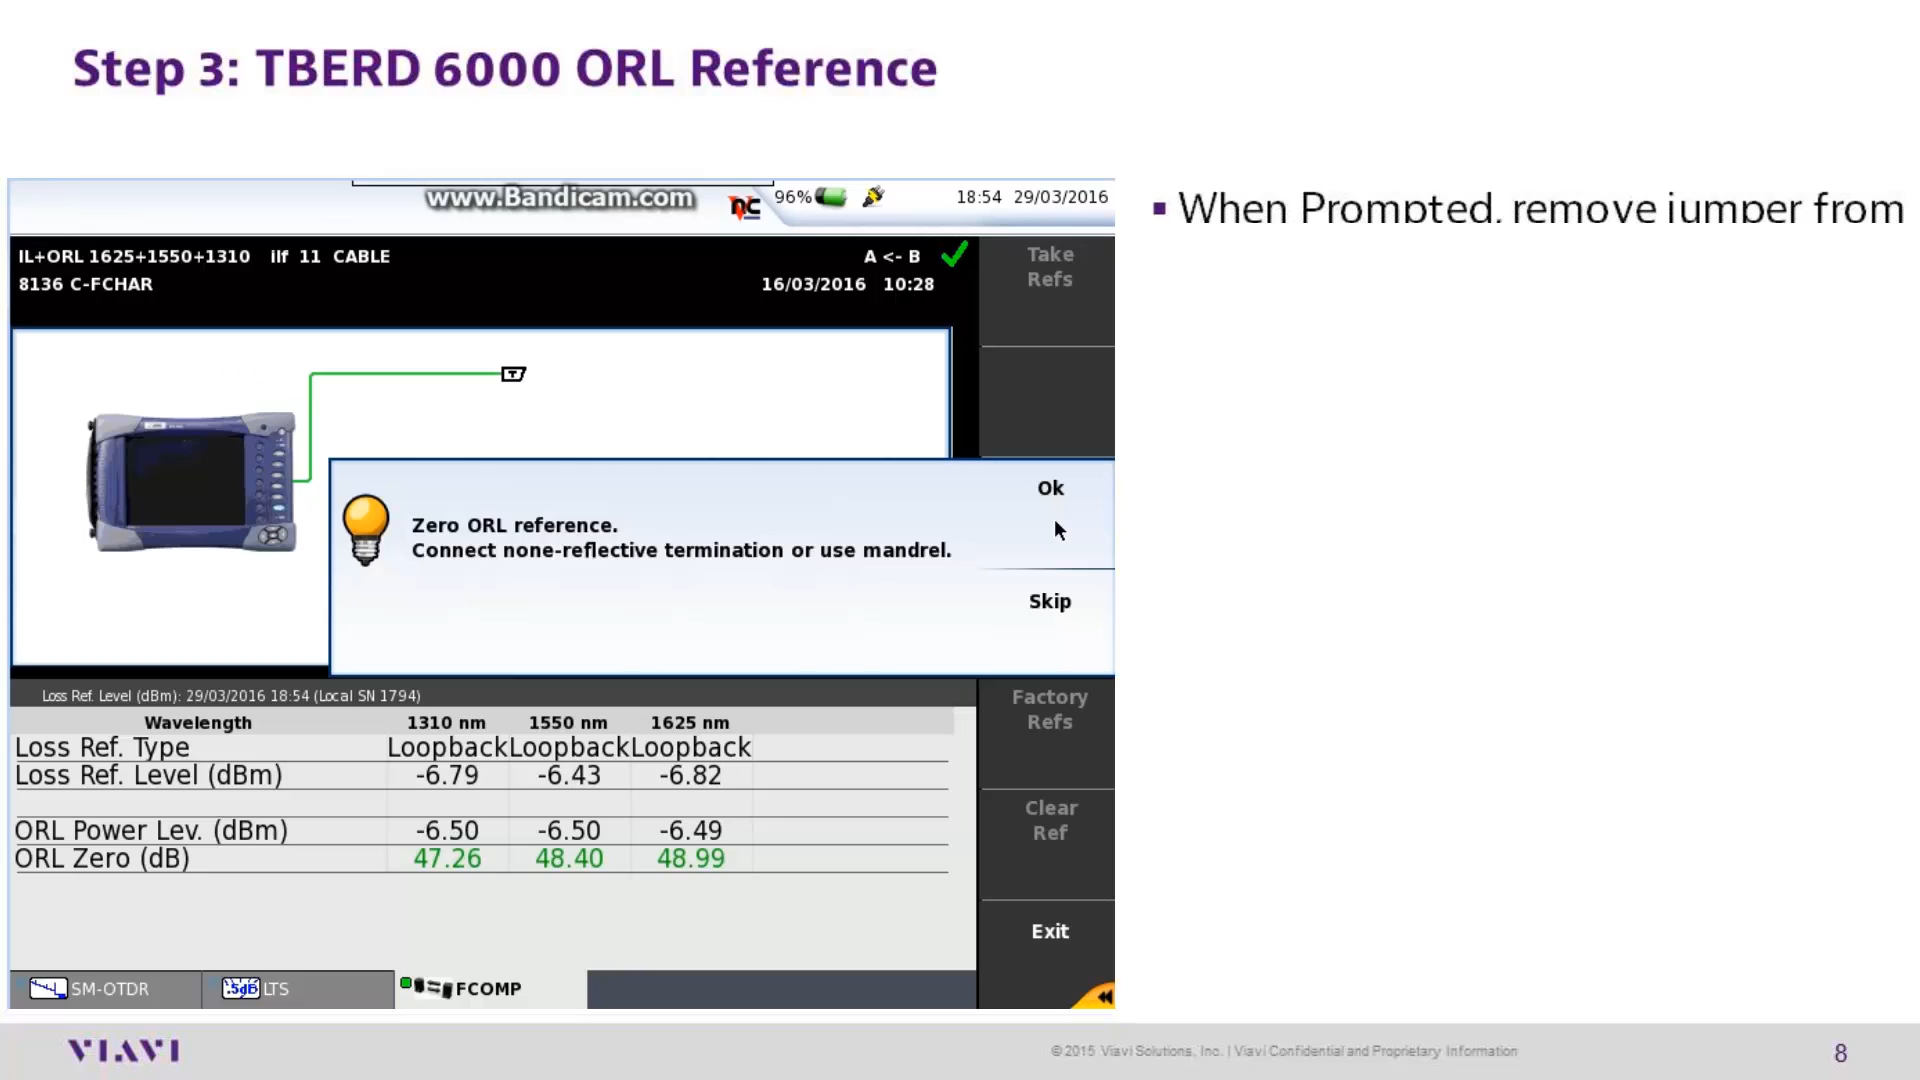 Step 3: TBERD 6000 ORL Reference
www.Bandicam.com
96%
18:54 29/03/2016
When Prompted, remove jumper from
IL+ORL 1625+1550+1310 ilf 11 CABLE
A <- B
8136 C-FCHAR
16/03/2016 10:28
Take
Refs
T
Ok
Zero ORL reference.
Connect none-reflective termination or use mandrel.
Skip
Loss Ref. Level (dBm): 29/03/2016 18:54 (Local SN 1794)
Factory
Refs
Wavelength 1310 nm 1550 nm 1625 nm
Loss Ref. Type Loopback Loopback Loopback
Loss Ref. Level (dBm) -6.79 -6.43 -6.82
ORL Power Lev. (dBm) -6.50 -6.50 -6.49
ORL Zero (dB) 47.26 48.40 48.99
Clear
Ref
Exit
SM-OTDR
.5dB LTS
FCOMP
VIAVI
© 2015 Viavi Solutions, Inc. | Viavi Confidential and Proprietary Information
8